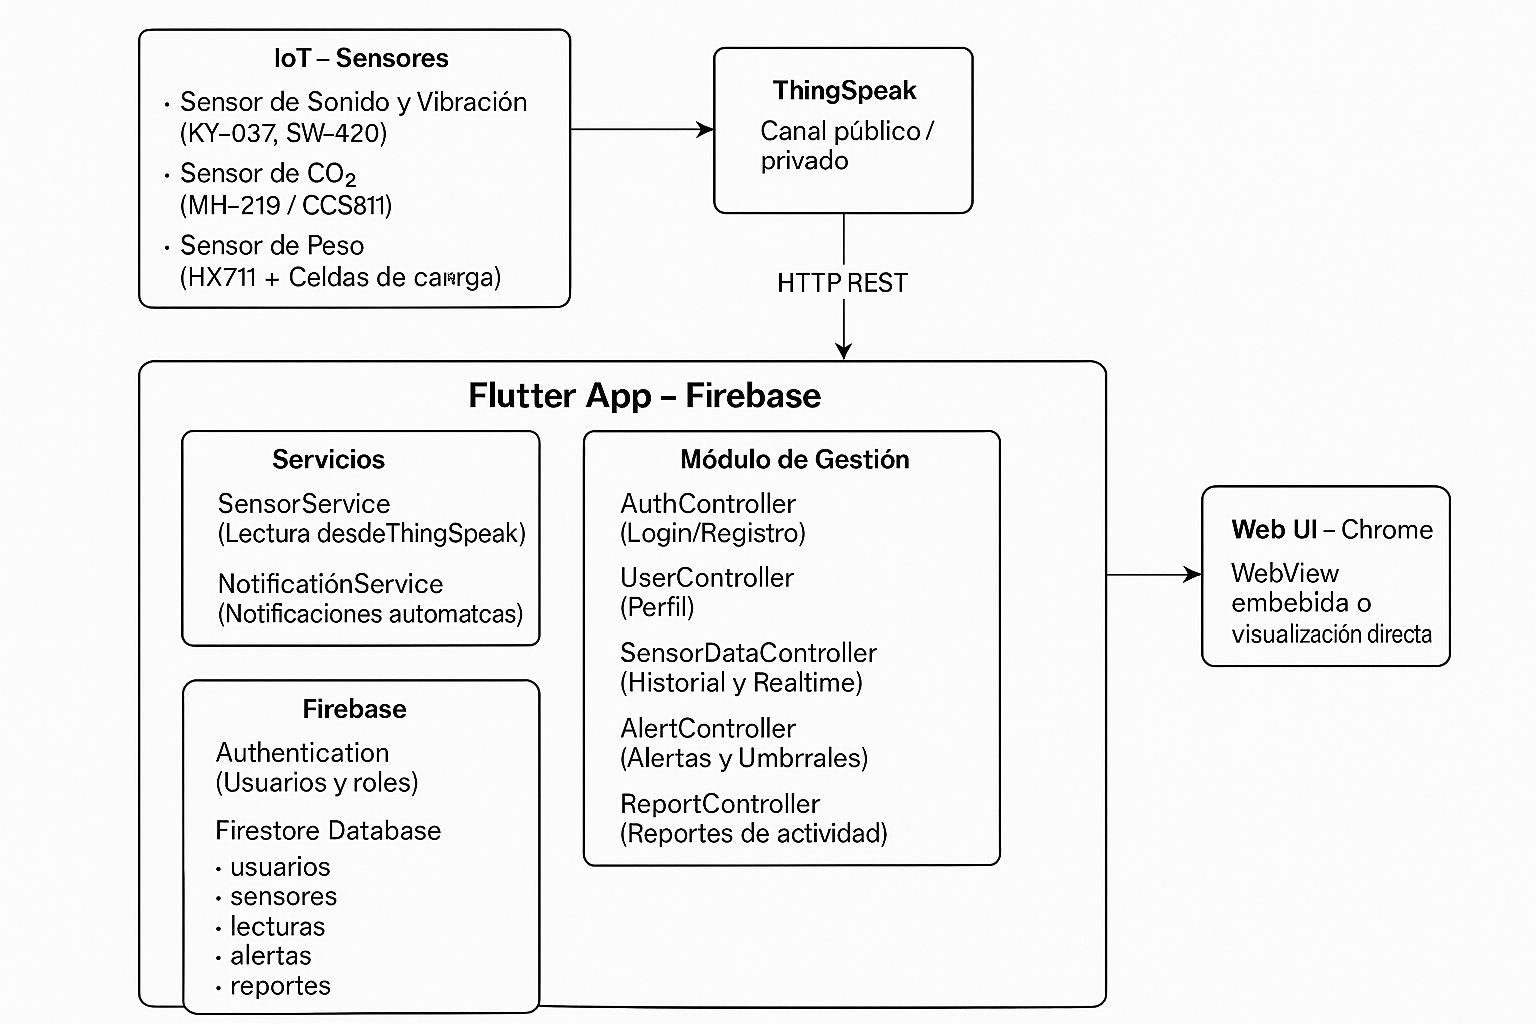 IoT – Sensores
· Sensor de Sonido y Vibración
(KY–037, SW–420)
· Sensor de CO₂
(MH–219 / CCS811)
· Sensor de Peso
(HX711 + Celdas de
ThingSpeak
Canal público /
privado
HTTP REST
Flutter App – Firebase
Servicios
SensorService
(Lectura desdeThingSpeak)
NotificatiónService
(Notificaciones automatcas)
Firebase
Authentication
(Usuarios y roles)
Firestore Database
· usuarios
· sensores
· lecturas
· alertas
· reportes
Módulo de Gestión
AuthController
(Login/Registro)
UserController
(Perfil)
SensorDataController
(Historial y Realtime)
AlertController
(Alertas y Umbrrales)
ReportController
(Reportes de actividad)
Web UI – Chrome
WebView
embebida o
visualización directa